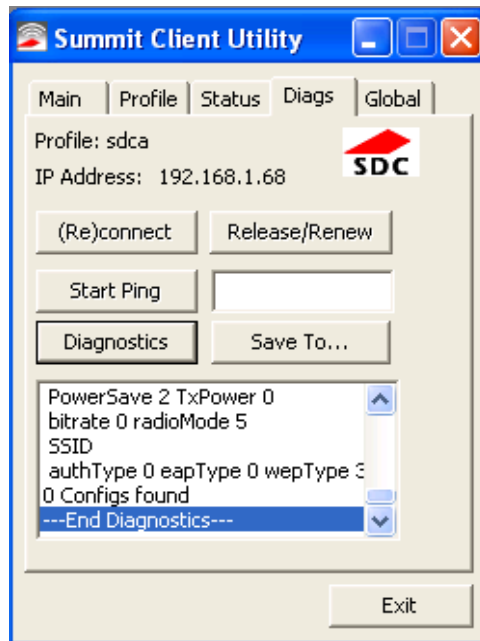 Summit Client Utility
Main Profile Status Diags Global
Profile: sdca
SDC
IP Address: 192.168.1.68
(Re)connect Release/Renew
Start Ping
Diagnostics Save To...
PowerSave 2 TxPower 0
bitrate 0 radioMode 5
SSID
authType 0 eapType 0 wepType 3
0 Configs found
---End Diagnostics---
Exit